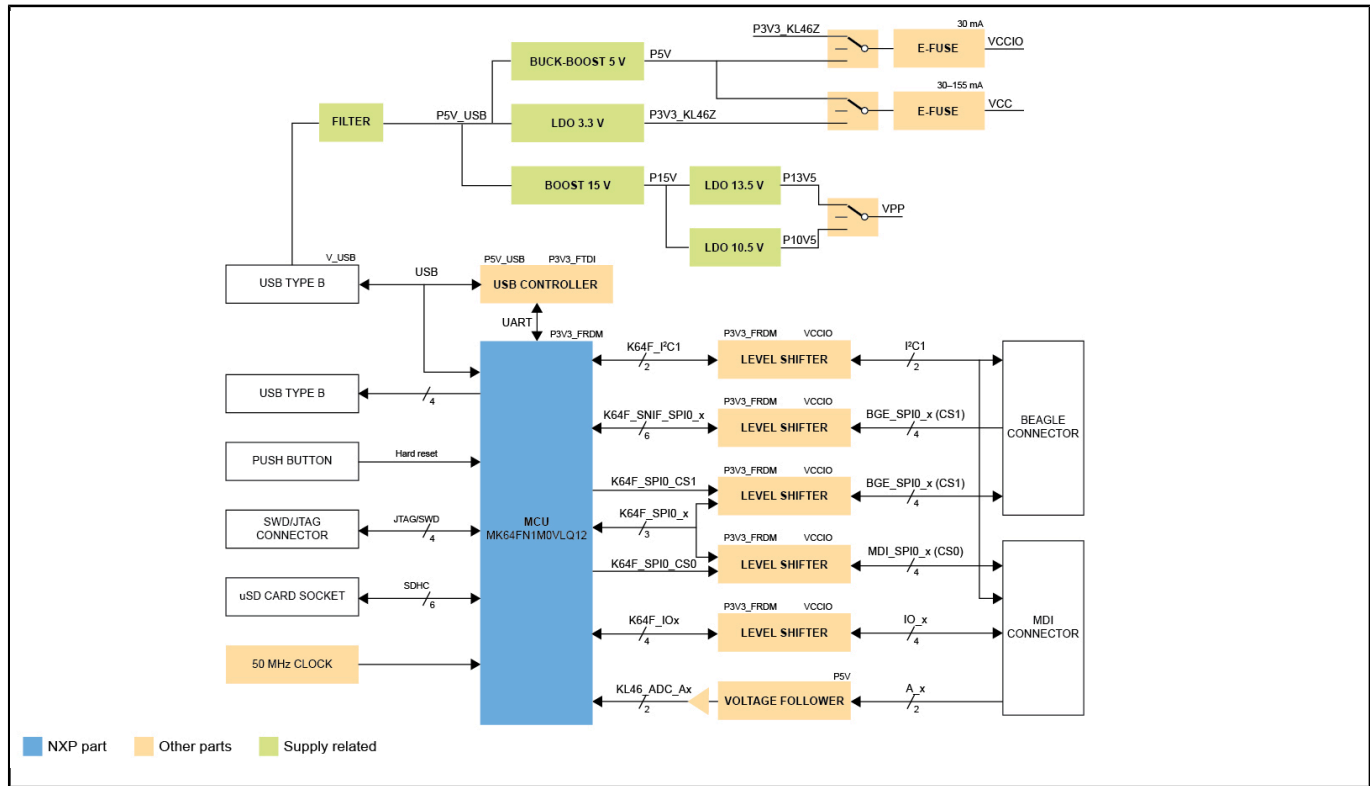 30 mA
P3V3_KL46Z
E-FUSE
VCCIO
BUCK-BOOST 5 V
P5V
30–155 mA
E-FUSE
VCC
FILTER
P5V_USB
LDO 3.3 V
P3V3_KL46Z
BOOST 15 V
P15V
LDO 13.5 V
P13V5
VPP
LDO 10.5 V
P10V5
V_USB
USB TYPE B
USB
P5V_USB
P3V3_FTDI
USB CONTROLLER
UART
P3V3_FRDM
MCU
MK64FN1M0VLQ12
USB TYPE B
4
PUSH BUTTON
Hard reset
SWD/JTAG
CONNECTOR
JTAG/SWD
4
uSD CARD SOCKET
SDHC
6
50 MHz CLOCK
K64F_I²C1
2
P3V3_FRDM
VCCIO
LEVEL SHIFTER
I²C1
2
K64F_SNIF_SPI0_x
6
P3V3_FRDM
VCCIO
LEVEL SHIFTER
BGE_SPI0_x (CS1)
4
BEAGLE
CONNECTOR
K64F_SPI0_CS1
P3V3_FRDM
VCCIO
LEVEL SHIFTER
BGE_SPI0_x (CS1)
4
K64F_SPI0_x
3
K64F_SPI0_CS0
P3V3_FRDM
VCCIO
LEVEL SHIFTER
MDI_SPI0_x (CS0)
4
K64F_IOx
4
P3V3_FRDM
VCCIO
LEVEL SHIFTER
IO_x
4
MDI
CONNECTOR
KL46_ADC_Ax
2
P5V
VOLTAGE FOLLOWER
A_x
2
NXP part
Other parts
Supply related